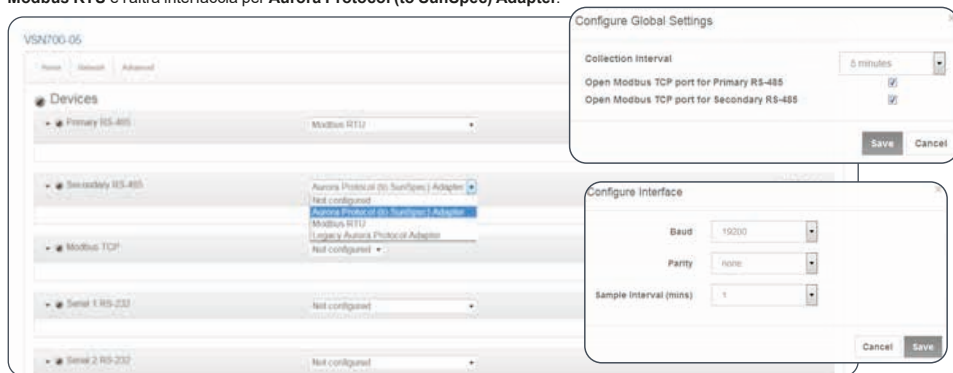 Modbus RTU e l'altra interfaccia per Aurora Protocol (to SunSpec) Adapter.
VSN700-05
Home Network Advanced
Devices
Primary RS-485 Modbus RTU
Secondary RS-485 Aurora Protocol (to SunSpec) Adapter
Not configured
Aurora Protocol (to SunSpec) Adapter
Modbus RTU
Legacy Aurora Protocol Adapter
Modbus TCP Not configured
Serial 1 RS-232 Not configured
Serial 2 RS-232 Not configured
Configure Global Settings
Collection Interval 5 minutes
Open Modbus TCP port for Primary RS-485
Open Modbus TCP port for Secondary RS-485
Save Cancel
Configure Interface
Baud 19200
Parity none
Sample Interval (mins) 1
Cancel Save